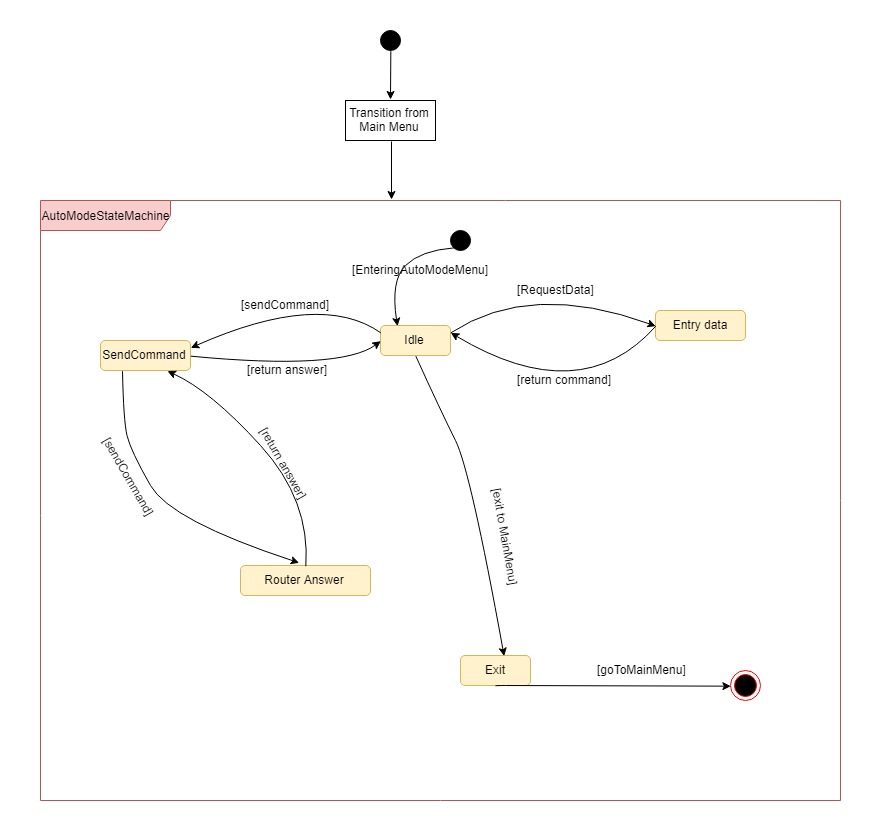 Transition from
Main Menu
AutoModeStateMachine
[EnteringAutoModeMenu]
[RequestData]
[sendCommand]
Entry data
Idle
SendCommand
[return answer]
[return command]
[return answer]
[sendCommand]
[exit to MainMenu]
Router Answer
Exit
[goToMainMenu]